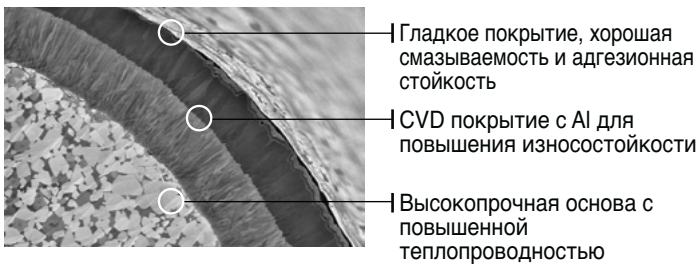 Гладкое покрытие, хорошая
смазываемость и адгезионная
стойкость
CVD покрытие с Al для
повышения износостойкости
Высокопрочная основа с
повышенной
теплопроводностью